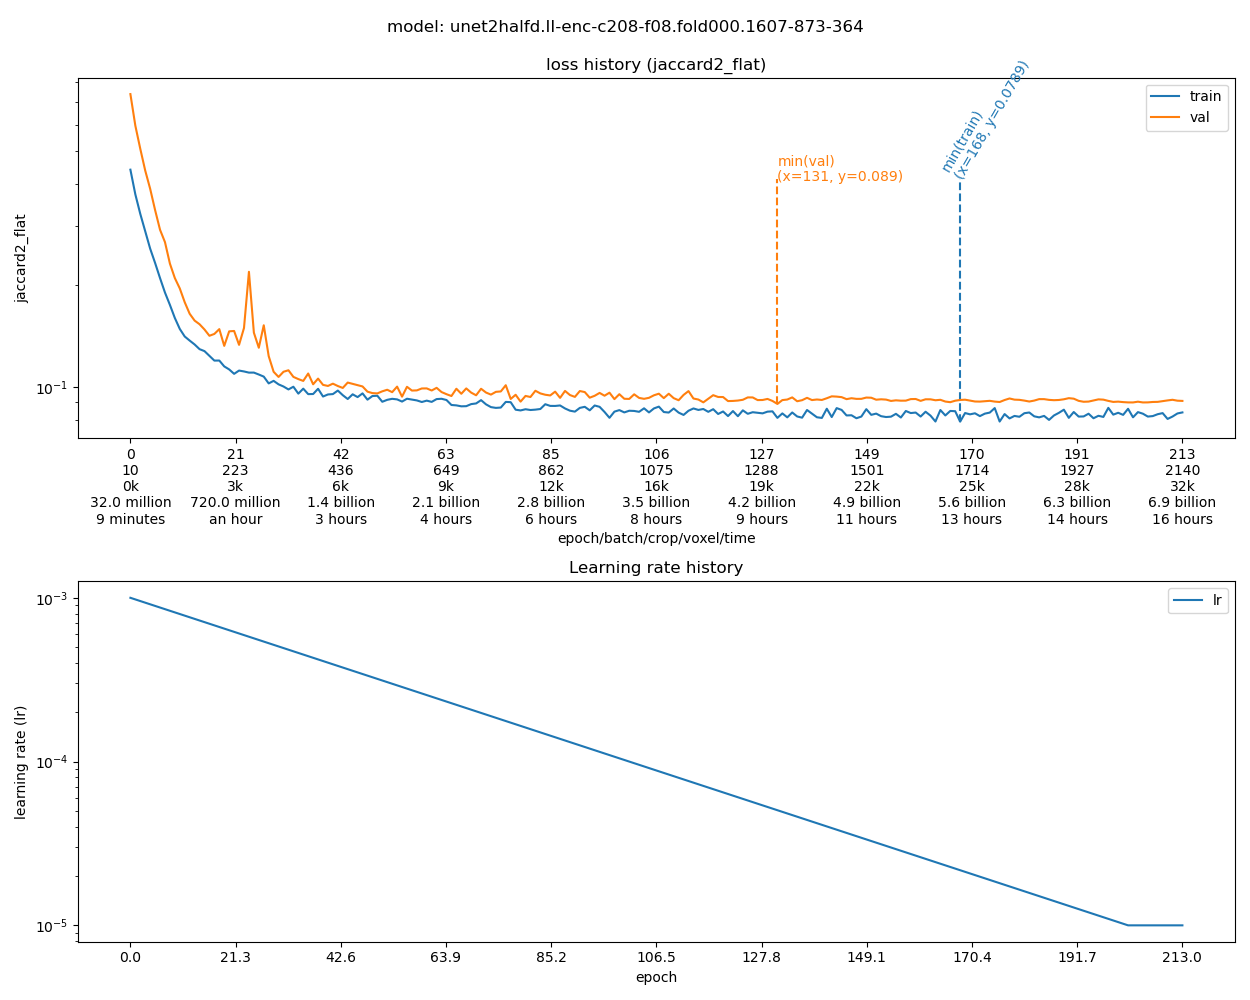 model: unet2halfd.ll-enc-c208-f08.fold000.1607-873-364
loss history (jaccard2_flat)
train
val
min(val)
(x=131, y=0.089)
min(train)
(x=168, y=0.0789)
jaccard2_flat
10⁻¹
0 21 42 63 85 106 127 149 170 191 213
10 223 436 649 862 1075 1288 1501 1714 1927 2140
0k 3k 6k 9k 12k 16k 19k 22k 25k 28k 32k
32.0 million 720.0 million 1.4 billion 2.1 billion 2.8 billion 3.5 billion 4.2 billion 4.9 billion 5.6 billion 6.3 billion 6.9 billion
9 minutes an hour 3 hours 4 hours 6 hours 8 hours 9 hours 11 hours 13 hours 14 hours 16 hours
epoch/batch/crop/voxel/time
Learning rate history
lr
learning rate (lr)
10⁻³
10⁻⁴
10⁻⁵
0.0 21.3 42.6 63.9 85.2 106.5 127.8 149.1 170.4 191.7 213.0
epoch